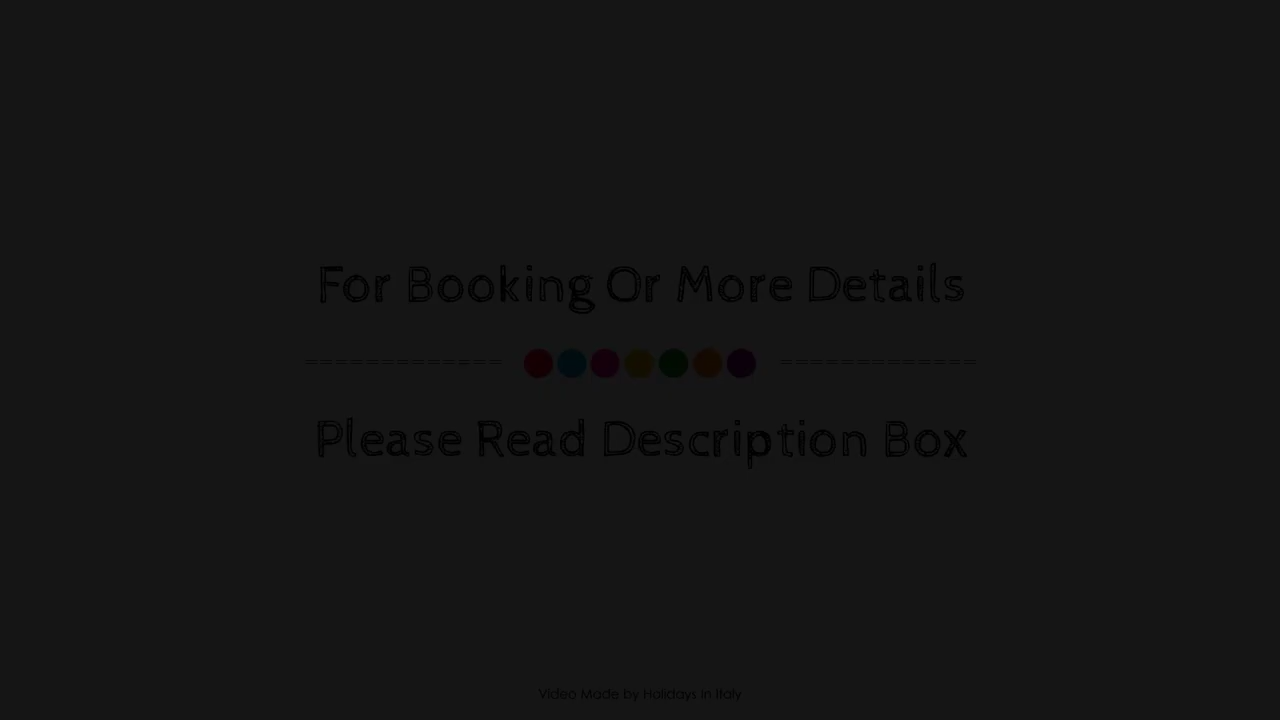 For Booking Or More Details
============= =============
Please Read Description Box
Video Made by Holidays in Italy